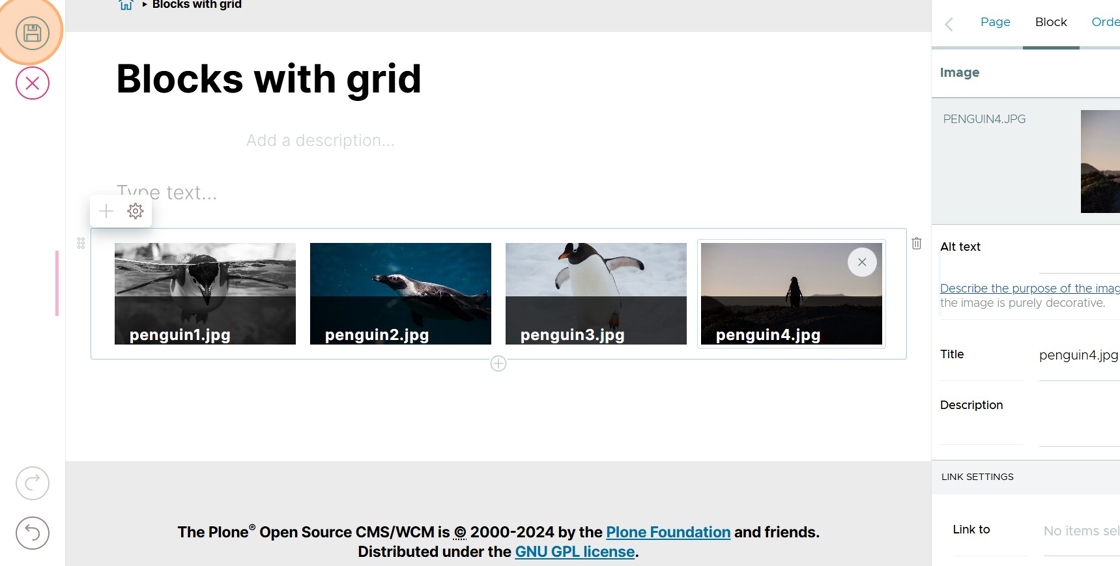 Blocks with grid
Page Block Orde
Blocks with grid
Image
PENGUIN4.JPG
Add a description...
Type text...
Alt text
Describe the purpose of the imag
the image is purely decorative.
penguin1.jpg penguin2.jpg penguin3.jpg penguin4.jpg
Title penguin4.jpg
Description
LINK SETTINGS
Link to No items sel
The Plone® Open Source CMS/WCM is © 2000-2024 by the Plone Foundation and friends.
Distributed under the GNU GPL license.